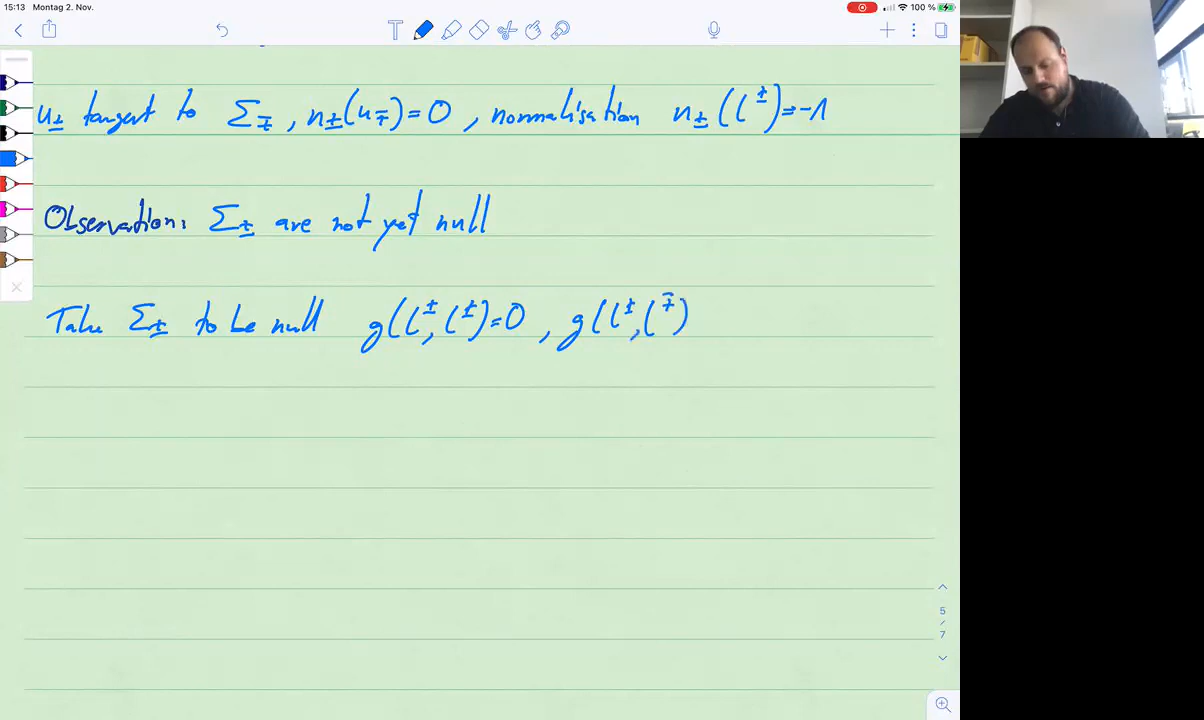 15:13 Montag 2. Nov. 100 %
u± tangent to Σ∓, n±(u∓)=0, normalisation n±(l^±)=-1
Observation: Σ± are not yet null
Take Σ± to be null g(l^±, l^±)=0, g(l^±, l^∓)
5
/
7